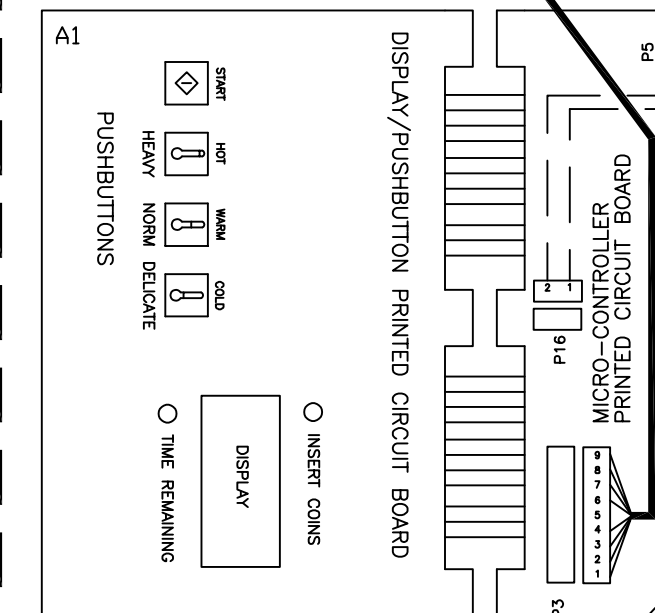 A1
START
HOT
HEAVY
WARM
NORM
COLD
DELICATE
PUSHBUTTONS
DISPLAY/PUSHBUTTON PRINTED CIRCUIT BOARD
INSERT COINS
DISPLAY
TIME REMAINING
P5
MICRO-CONTROLLER
PRINTED CIRCUIT BOARD
2 1
P16
9
8
7
6
5
4
3
2
1
P3